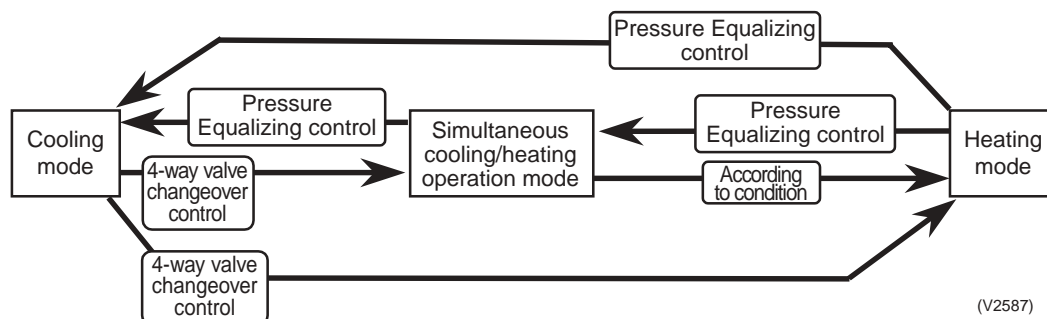 Pressure Equalizing
control
Pressure
Equalizing control
Pressure
Equalizing control
Cooling
mode
Simultaneous
cooling/heating
operation mode
Heating
mode
4-way valve
changeover
control
According
to condition
4-way valve
changeover
control
(V2587)